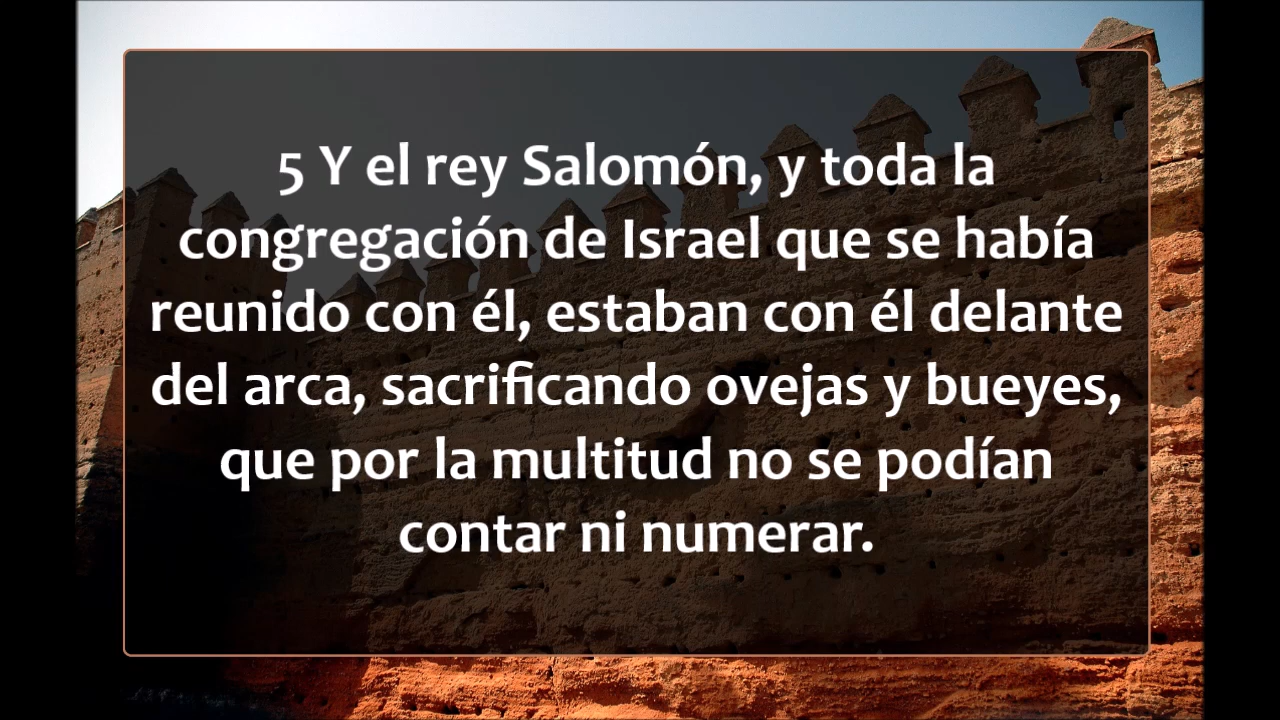 5 Y el rey Salomón, y toda la
congregación de Israel que se había
reunido con él, estaban con él delante
del arca, sacrificando ovejas y bueyes,
que por la multitud no se podían
contar ni numerar.